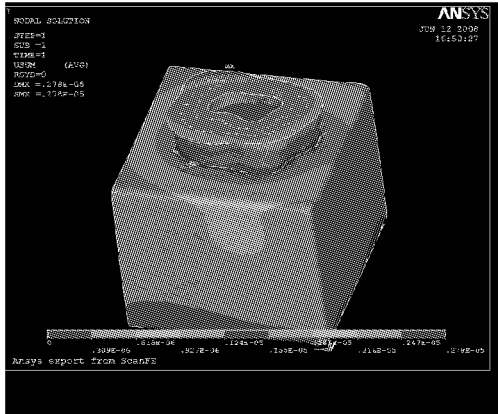 NODAL SOLUTION
STEP=1
SUB =1
TIME=1
USUM (AVG)
RSYS=0
DMX =.278E-05
SMX =.278E-05
ANSYS
JUN 12 2008
16:50:27
MX
0 .618E-06 .124E-05 .247E-05
.309E-06 .927E-06 .155E-05 .216E-05 .278E-05
Ansys export from ScanFE